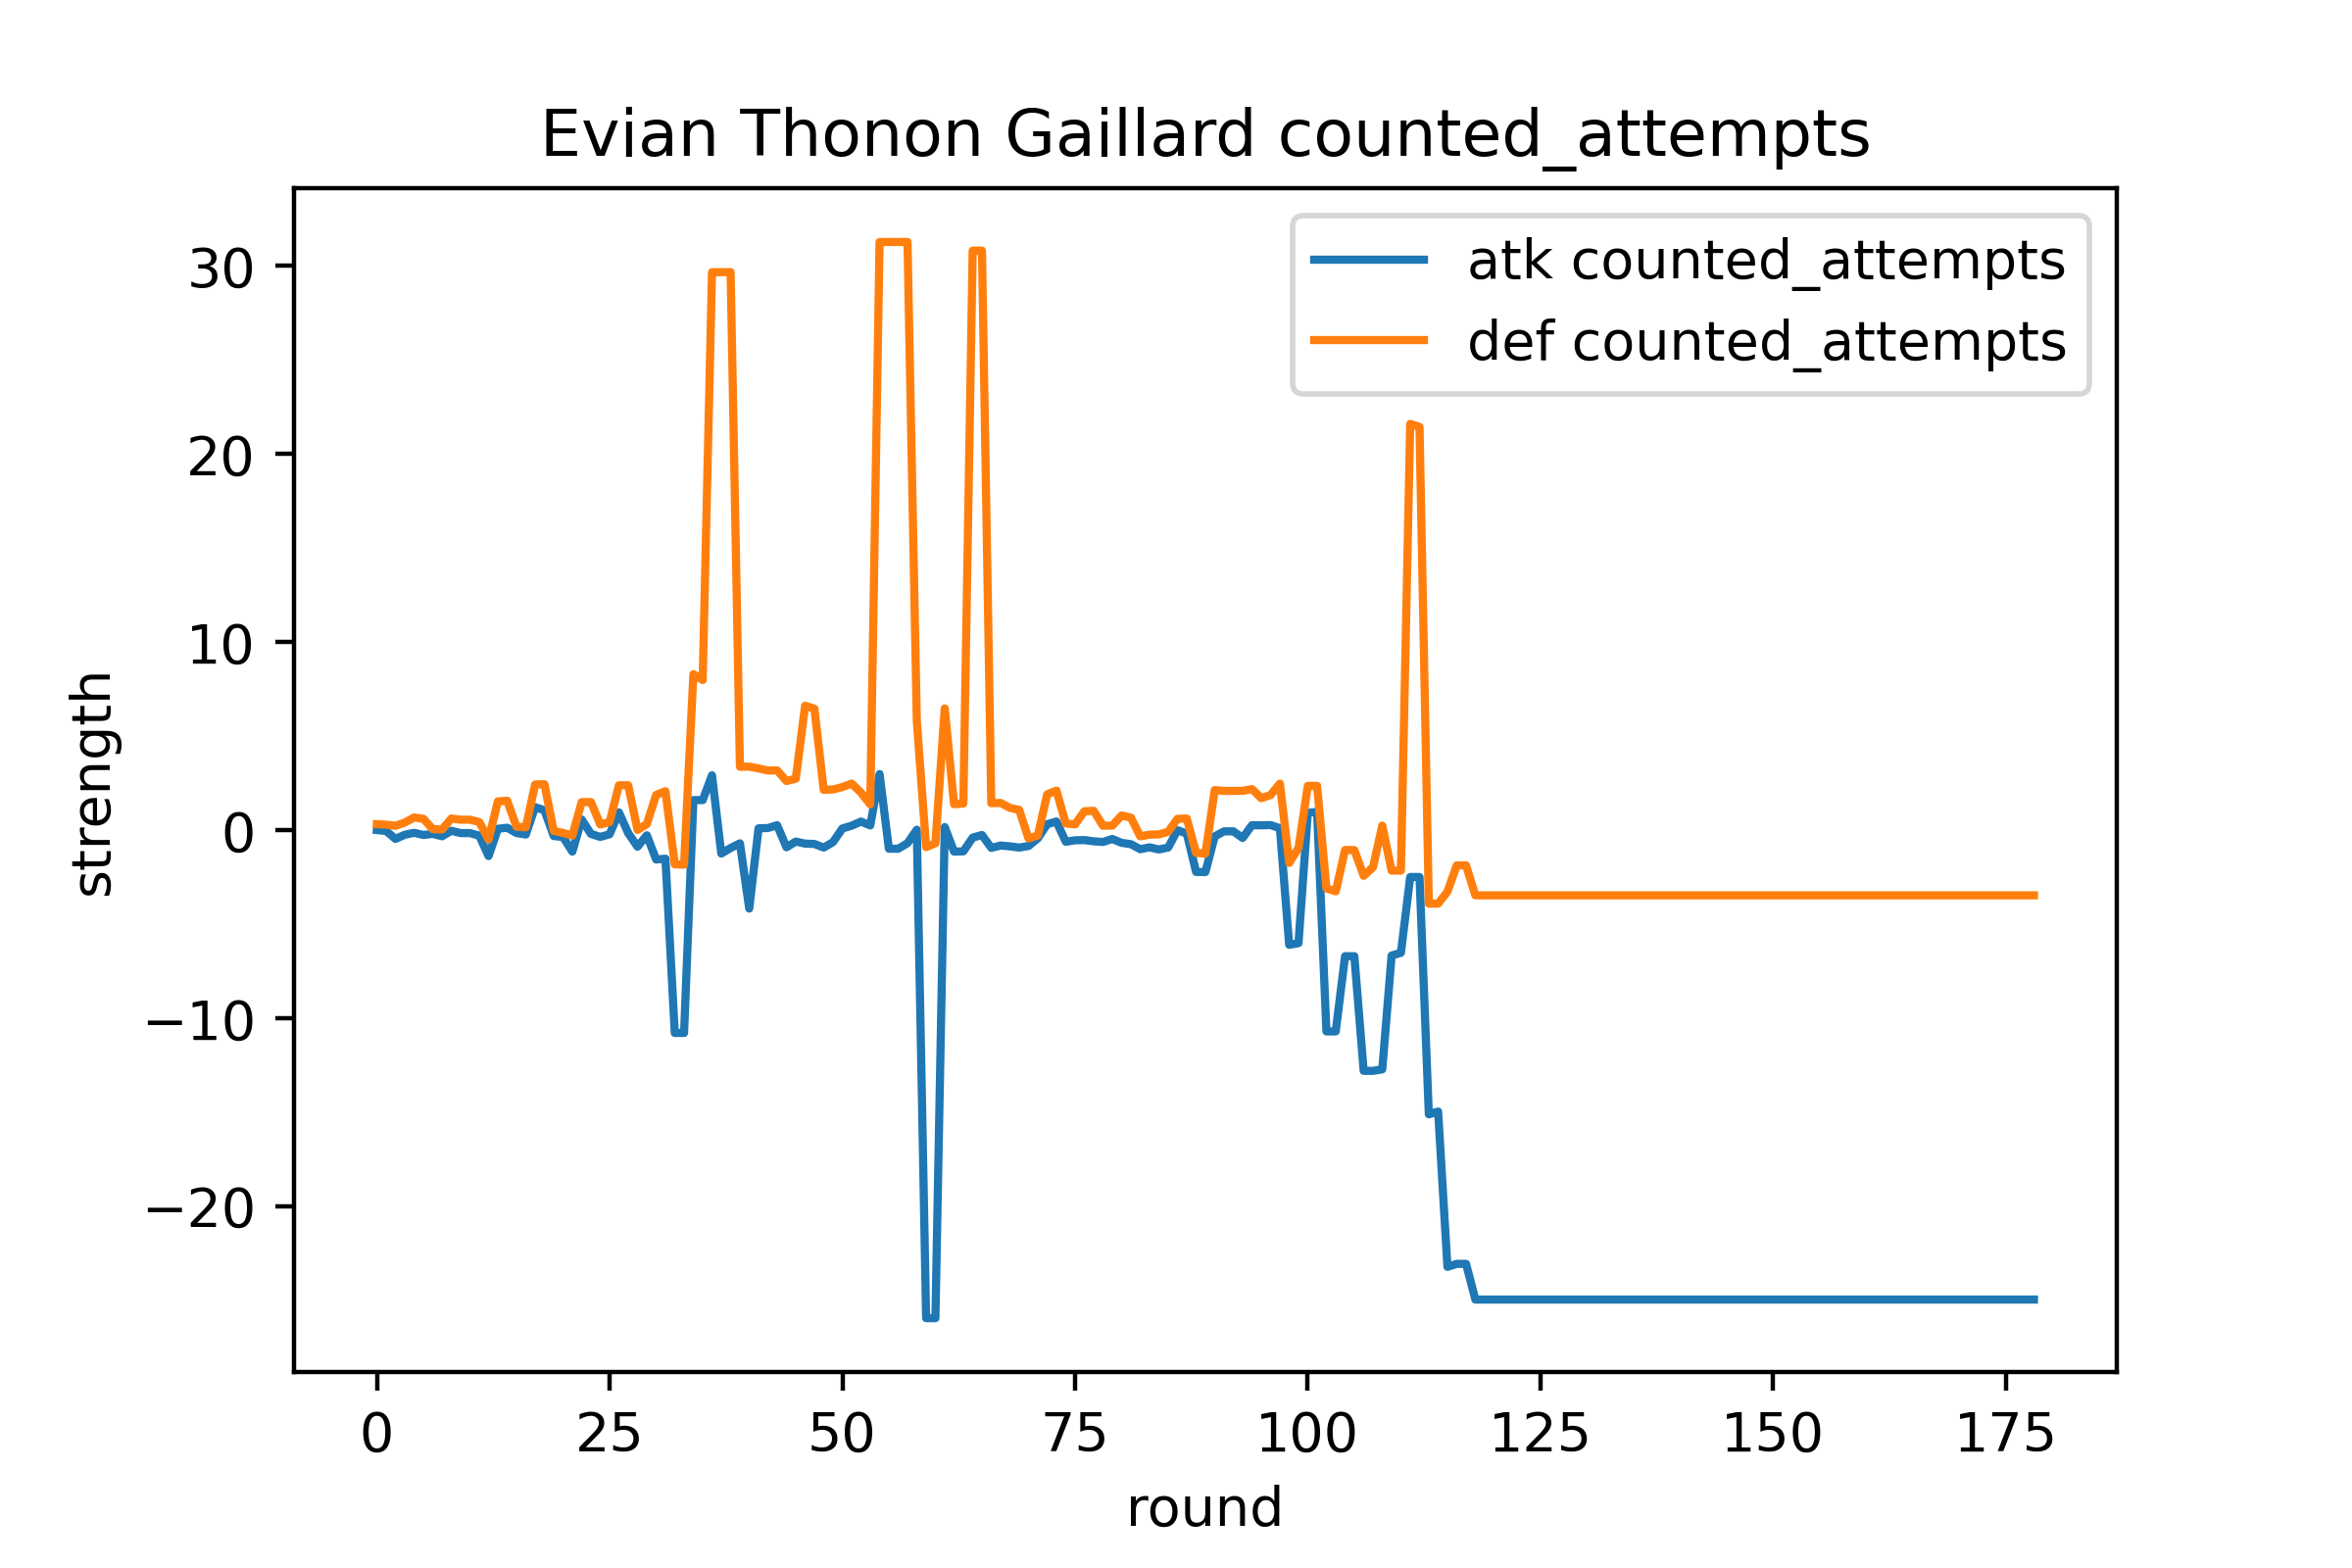 Evian Thonon Gaillard counted_attempts
atk counted_attempts
def counted_attempts
strength
30
20
10
0
−10
−20
0 25 50 75 100 125 150 175
round